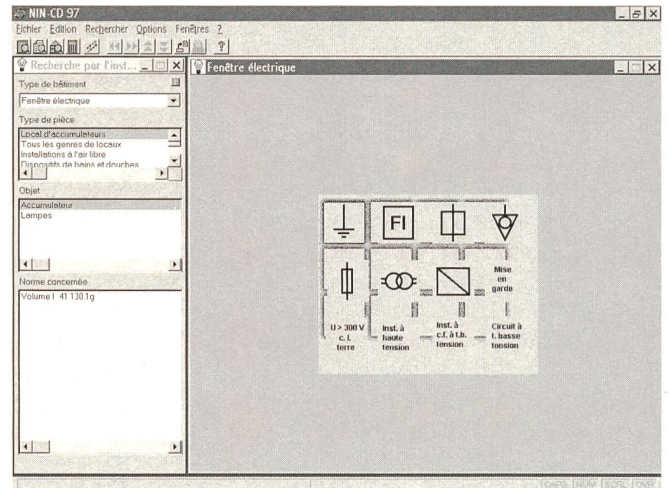 NIN-CD 97
Fichier Edition Rechercher Options Fenêtres ?
Recherche par l'inst...
Fenêtre électrique
Type de bâtiment
Fenêtre électrique
Type de pièce
Local d'accumulateurs
Tous les genres de locaux
Installations à l'air libre
Dispositifs de bains et douches
Objet
Accumulateur
Lampes
Norme concernée
Volume I 41 130.1g
FI
Mise
en
garde
U > 300 V
c. l.
terre
Inst. à
haute
tension
Inst. à
c.f. à t.b.
tension
Circuit à
t. basse
tension
CAPS NUM SCRL OVR